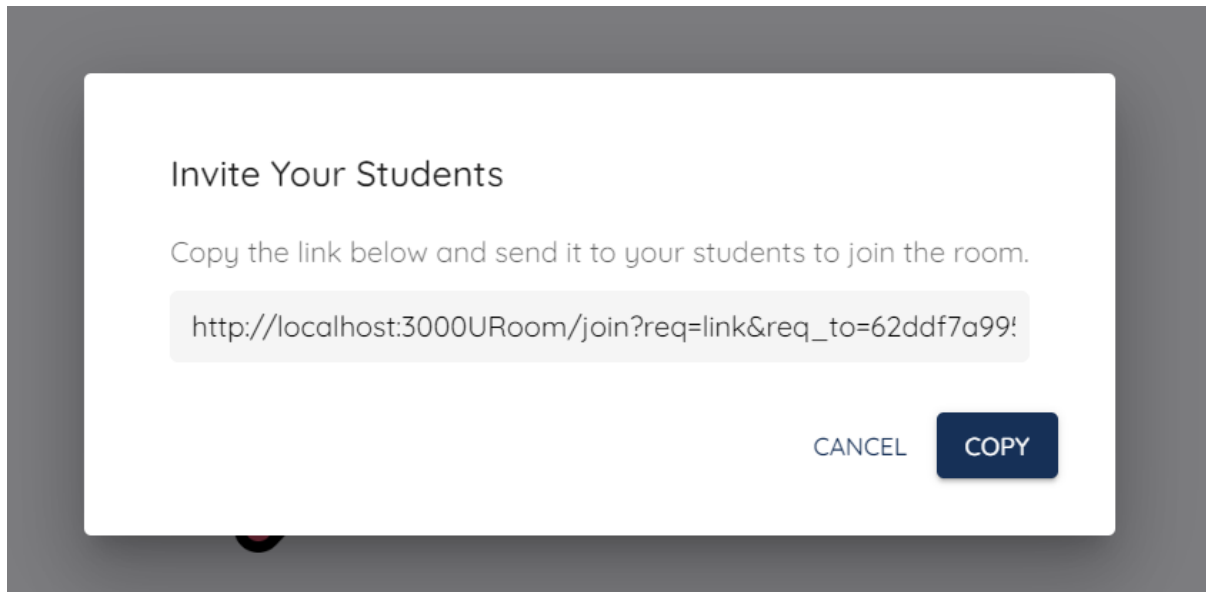 Invite Your Students
Copy the link below and send it to your students to join the room.
http://localhost:3000URoom/join?req=link&req_to=62ddf7a995
CANCEL COPY